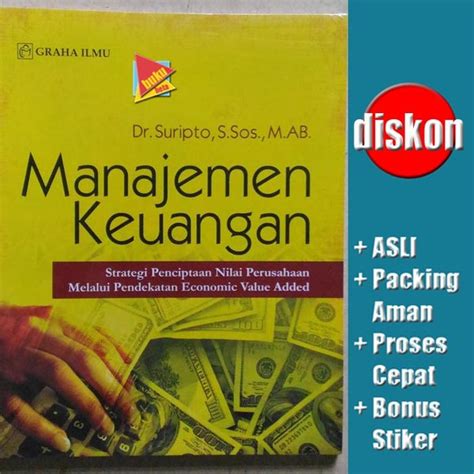 GRAHA ILMU
buku
beta
Dr. Suripto, S.Sos., M.AB.
Manajemen
Keuangan
Strategi Penciptaan Nilai Perusahaan
Melalui Pendekatan Economic Value Added
diskon
+ ASLI
+ Packing
Aman
+ Proses
Cepat
+ Bonus
Stiker